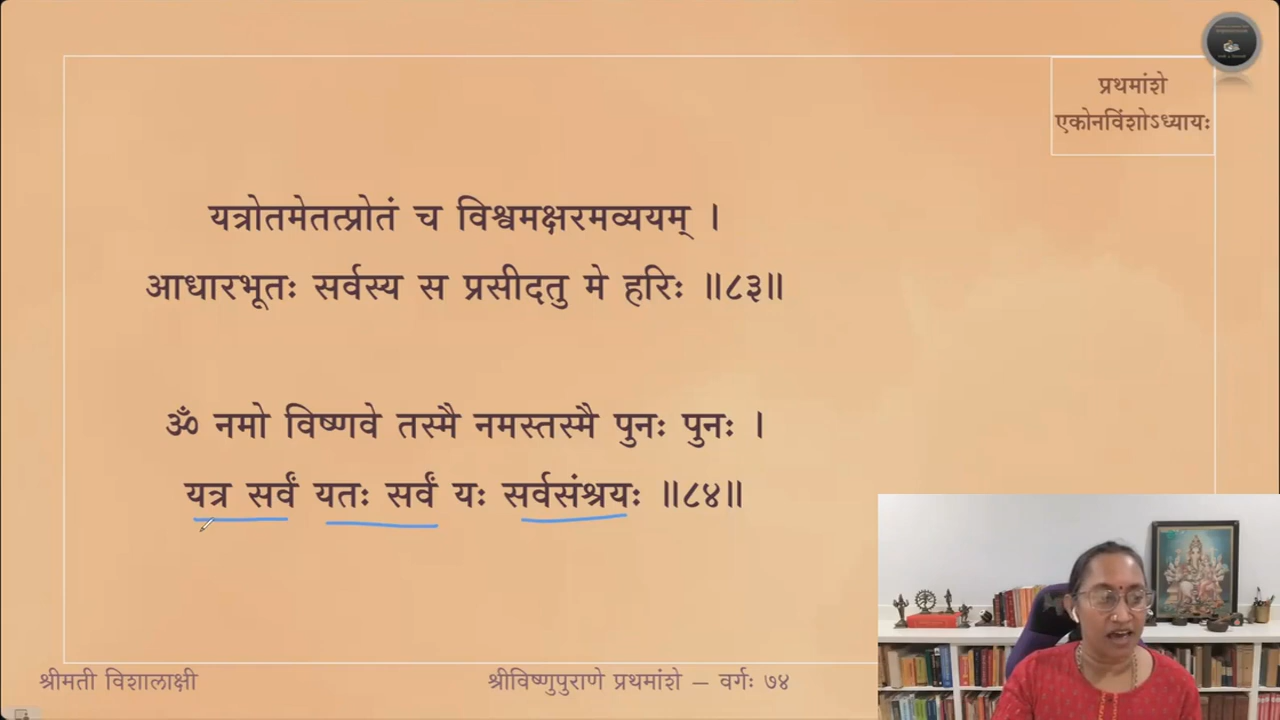 प्रथमांशे
एकोनविंशोऽध्यायः
यत्रोतमेतत्प्रोतं च विश्वमक्षरमव्ययम् ।
आधारभूतः सर्वस्य स प्रसीदतु मे हरिः ॥८३॥
ॐ नमो विष्णवे तस्मै नमस्तस्मै पुनः पुनः ।
यत्र सर्वं यतः सर्वं यः सर्वसंश्रयः ॥८४॥
श्रीमती विशालाक्षी
श्रीविष्णुपुराणे प्रथमांशे – वर्गः ७४